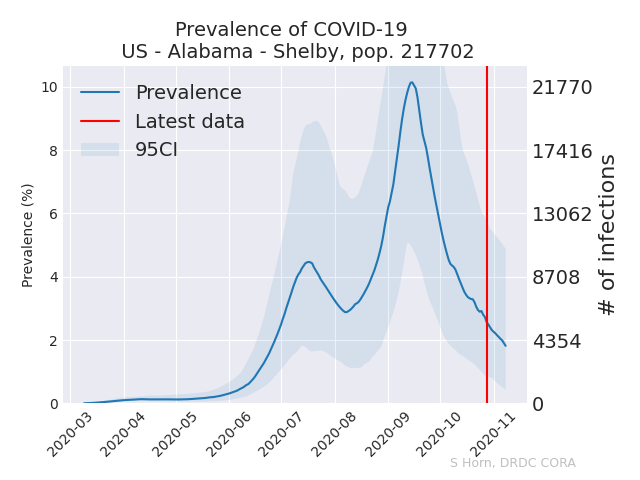 Prevalence of COVID-19
US - Alabama - Shelby, pop. 217702
Prevalence
Latest data
95CI
Prevalence (%)
10
8
6
4
2
0
21770
17416
13062
8708
4354
0
# of infections
2020-03
2020-04
2020-05
2020-06
2020-07
2020-08
2020-09
2020-10
2020-11
S Horn, DRDC CORA